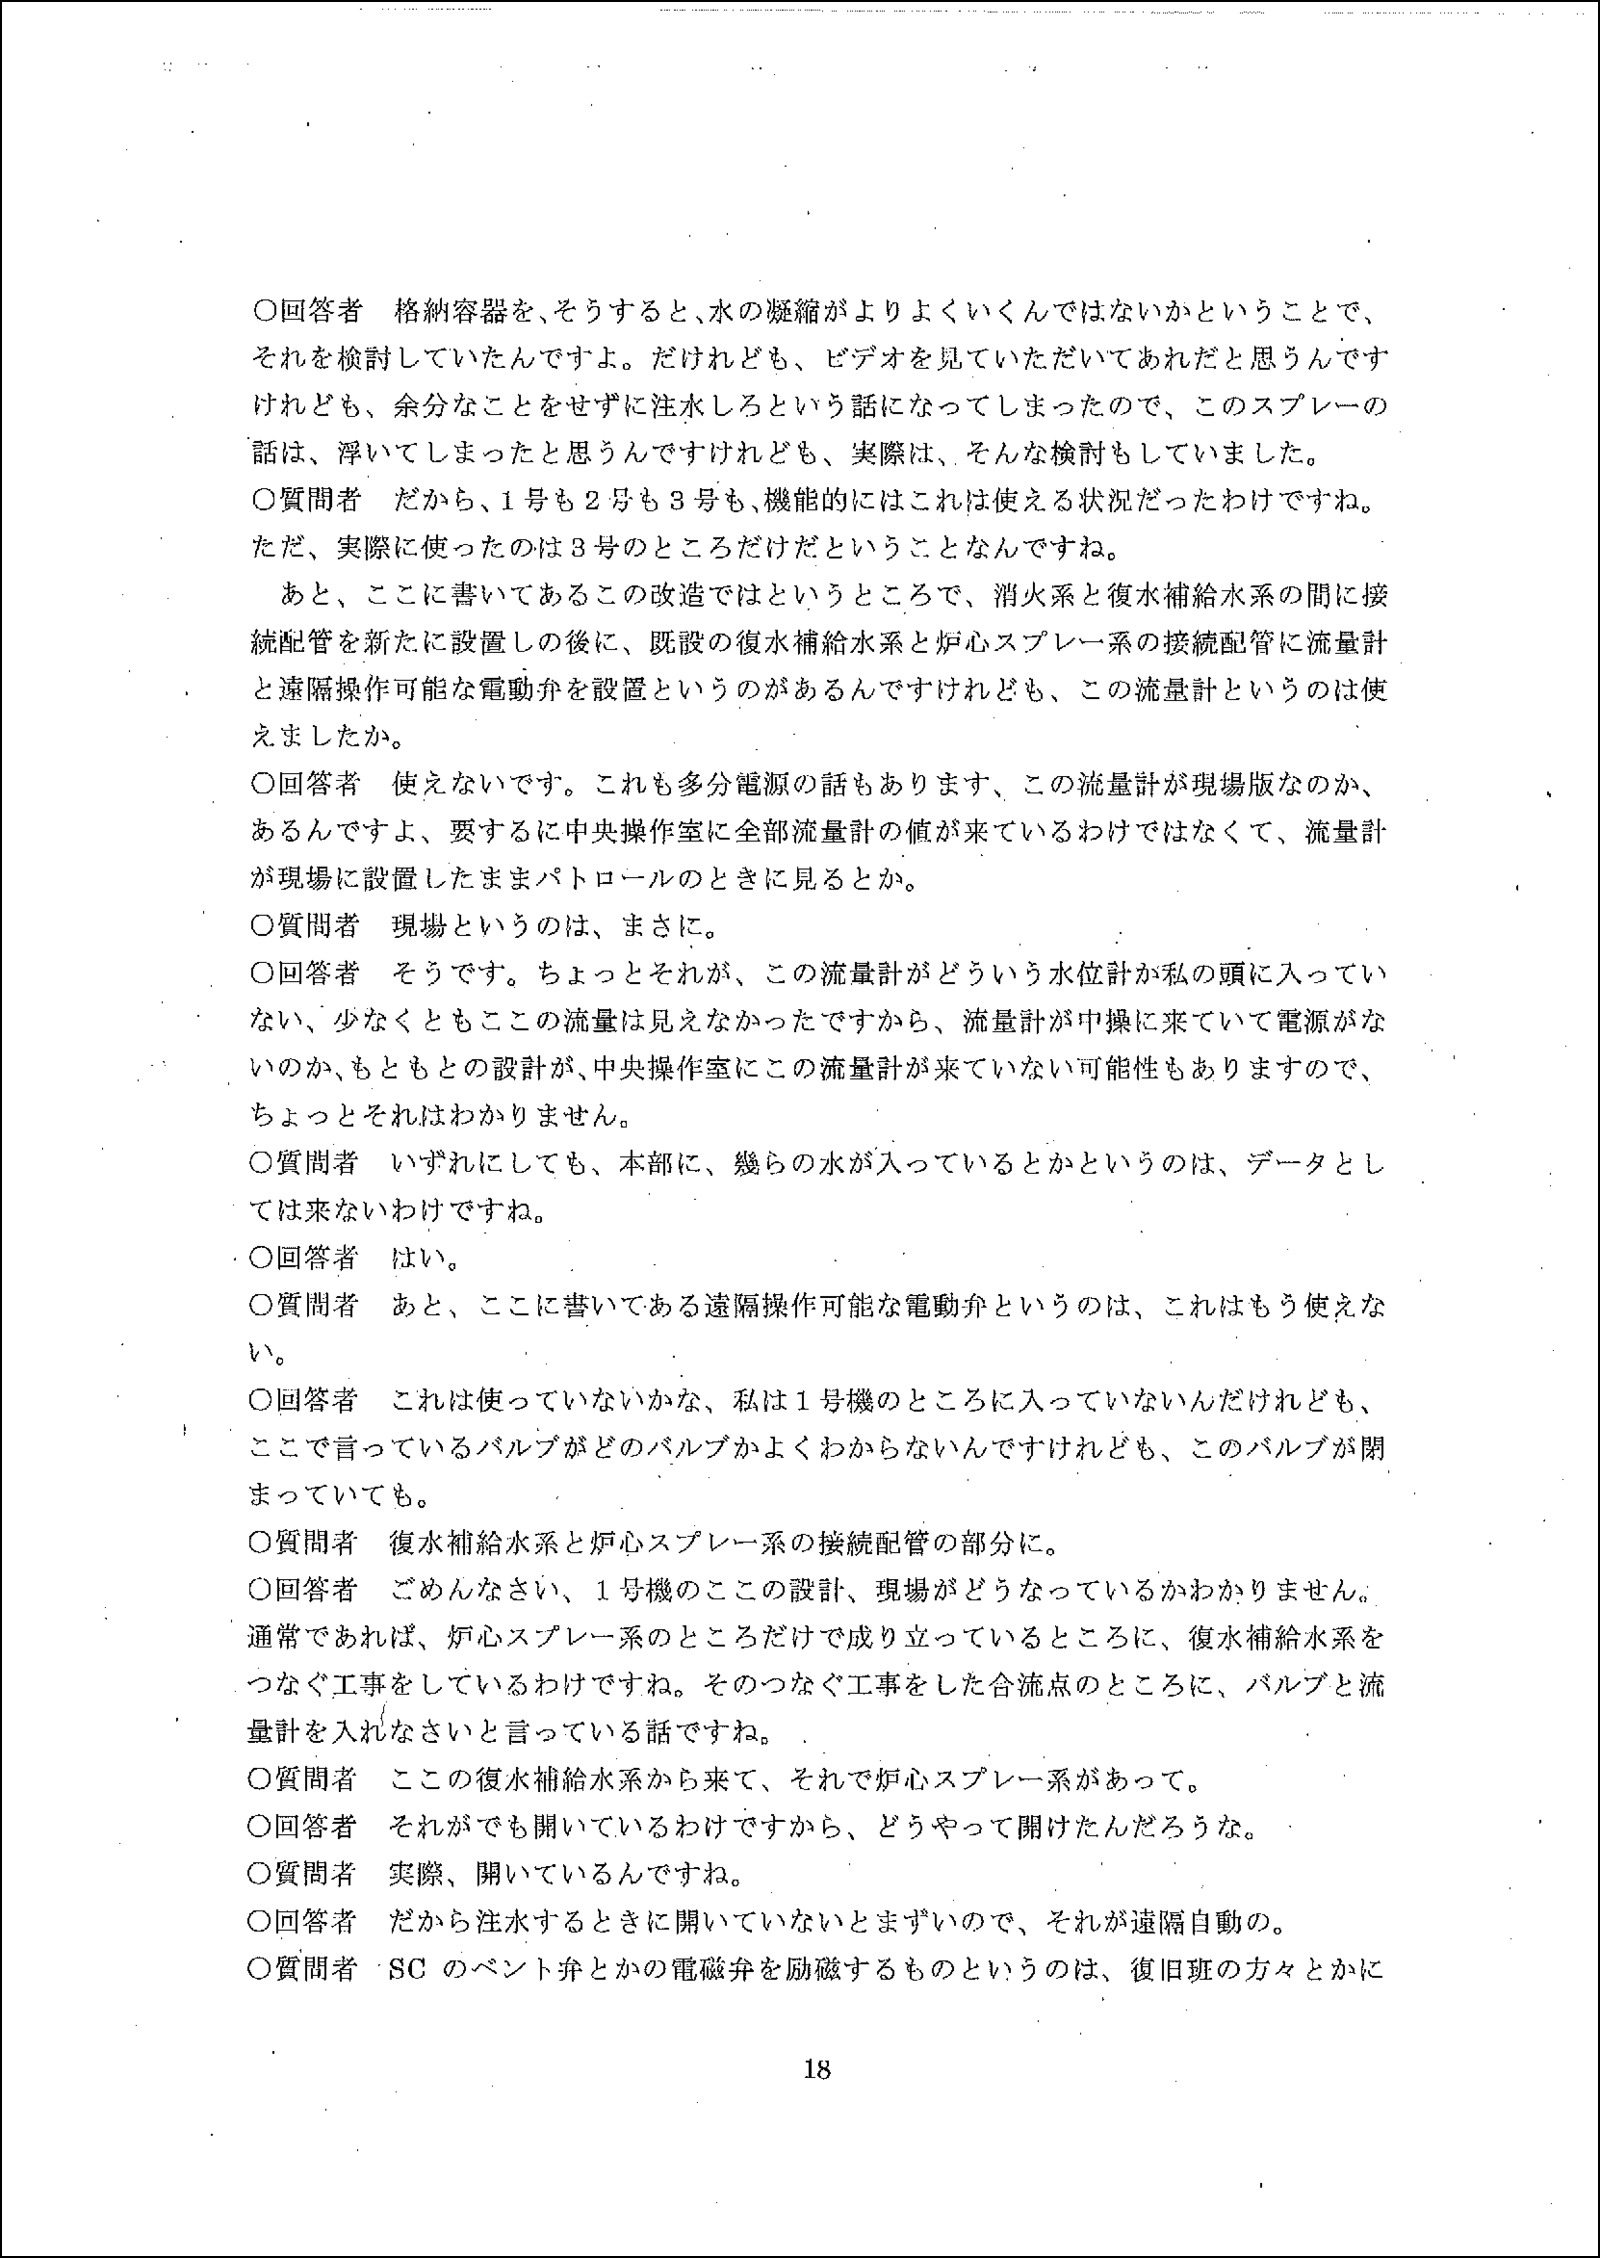 ○回答者　格納容器を、そうすると、水の凝縮がよりよくいくんではないかということで、
それを検討していたんですよ。だけれども、ビデオを見ていただいてあれだと思うんです
けれども、余分なことをせずに注水しろという話になってしまったので、このスプレーの
話は、浮いてしまったと思うんですけれども、実際は、そんな検討もしていました。
○質問者　だから、１号も２号も３号も、機能的にはこれは使える状況だったわけですね。
ただ、実際に使ったのは３号のところだけだということなんですね。
　あと、ここに書いてあるこの改造ではというところで、消火系と復水補給水系の間に接
続配管を新たに設置しの後に、既設の復水補給水系と炉心スプレー系の接続配管に流量計
と遠隔操作可能な電動弁を設置というのがあるんですけれども、この流量計というのは使
えましたか。
○回答者　使えないです。これも多分電源の話もあります、この流量計が現場版なのか、
あるんですよ、要するに中央操作室に全部流量計の値が来ているわけではなくて、流量計
が現場に設置したままパトロールのときに見るとか。
○質問者　現場というのは、まさに。
○回答者　そうです。ちょっとそれが、この流量計がどういう水位計が私の頭に入ってい
ない、少なくともここの流量は見えなかったですから、流量計が中操に来ていて電源がな
いのか、もともとの設計が、中央操作室にこの流量計が来ていない可能性もありますので、
ちょっとそれはわかりません。
○質問者　いずれにしても、本部に、幾らの水が入っているとかというのは、データとし
ては来ないわけですね。
○回答者　はい。
○質問者　あと、ここに書いてある遠隔操作可能な電動弁というのは、これはもう使えな
い。
○回答者　これは使っていないかな、私は１号機のところに入っていないんだけれども、
ここで言っているバルブがどのバルブかよくわからないんですけれども、このバルブが閉
まっていても。
○質問者　復水補給水系と炉心スプレー系の接続配管の部分に。
○回答者　ごめんなさい、１号機のここの設計、現場がどうなっているかわかりません。
通常であれば、炉心スプレー系のところだけで成り立っているところに、復水補給水系を
つなぐ工事をしているわけですね。そのつなぐ工事をした合流点のところに、バルブと流
量計を入れなさいと言っている話ですね。
○質問者　ここの復水補給水系から来て、それで炉心スプレー系があって。
○回答者　それがでも開いているわけですから、どうやって開けたんだろうな。
○質問者　実際、開いているんですね。
○回答者　だから注水するときに開いていないとまずいので、それが遠隔自動の。
○質問者　SC のベント弁とかの電磁弁を励磁するものというのは、復旧班の方々とかに
18